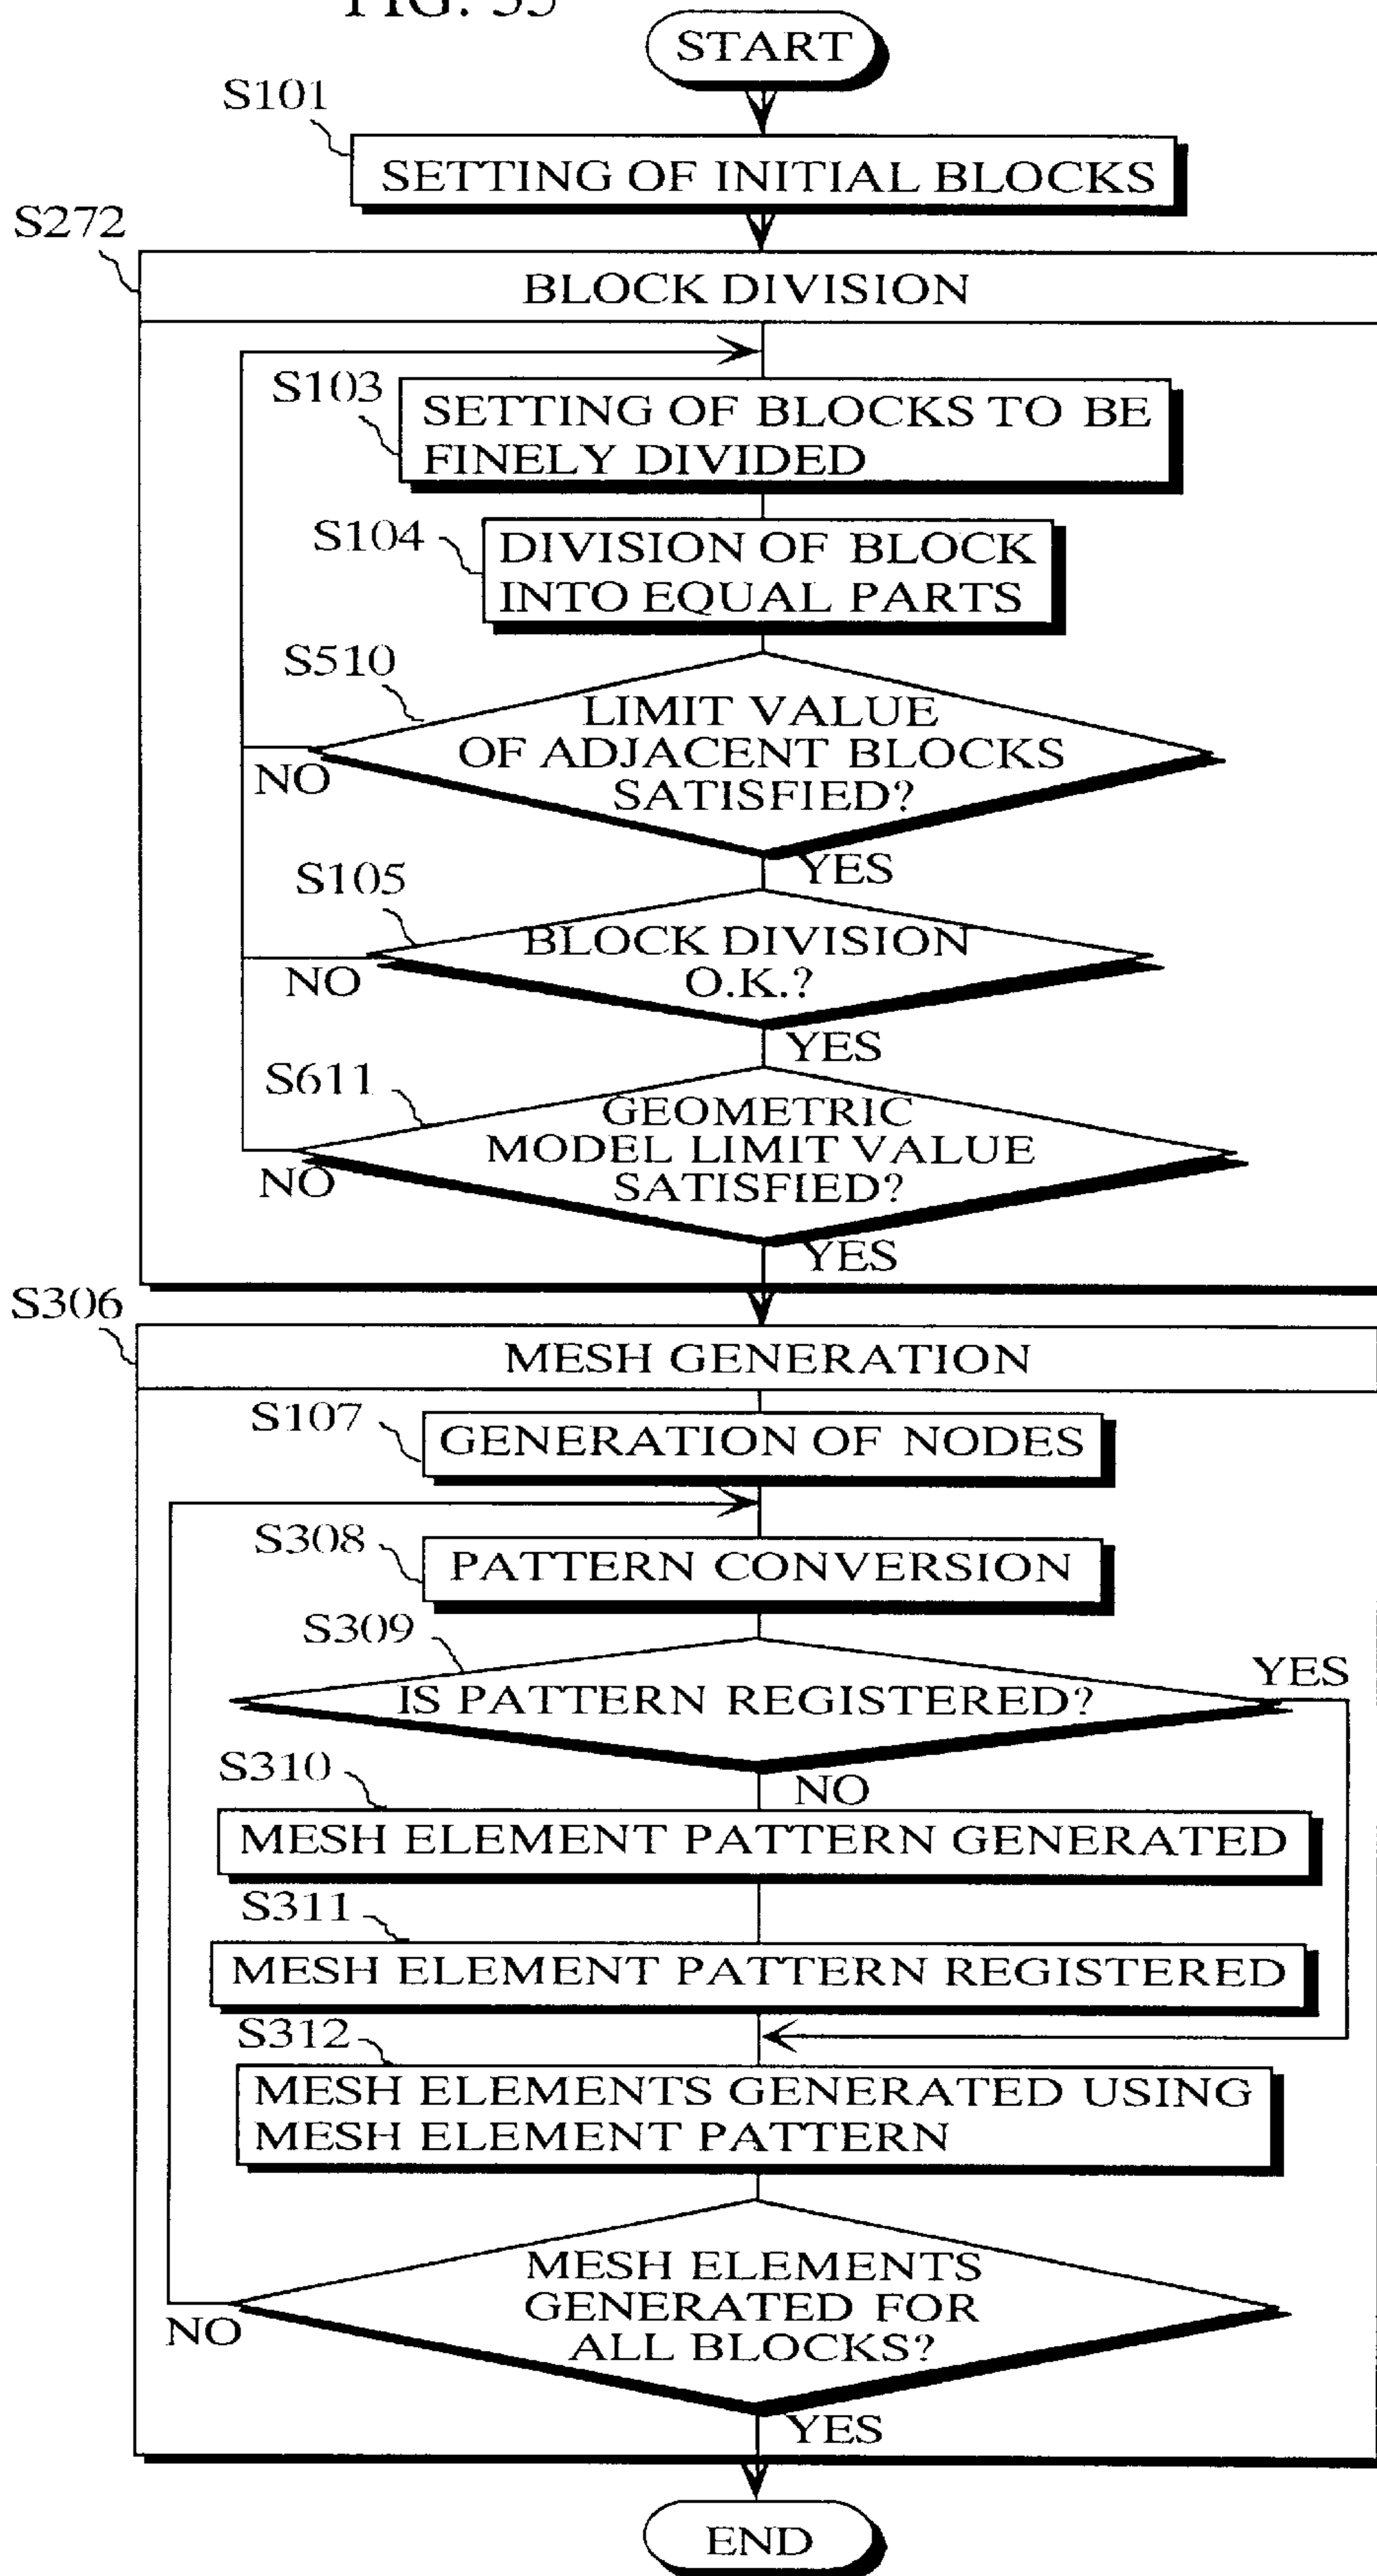 FIG. 35
START
S101
SETTING OF INITIAL BLOCKS
S272
BLOCK DIVISION
S103
SETTING OF BLOCKS TO BE
FINELY DIVIDED
S104
DIVISION OF BLOCK
INTO EQUAL PARTS
S510
LIMIT VALUE
OF ADJACENT BLOCKS
SATISFIED?
NO
YES
S105
BLOCK DIVISION
O.K.?
NO
YES
S611
GEOMETRIC
MODEL LIMIT VALUE
SATISFIED?
NO
YES
S306
MESH GENERATION
S107
GENERATION OF NODES
S308
PATTERN CONVERSION
S309
IS PATTERN REGISTERED?
YES
NO
S310
MESH ELEMENT PATTERN GENERATED
S311
MESH ELEMENT PATTERN REGISTERED
S312
MESH ELEMENTS GENERATED USING
MESH ELEMENT PATTERN
MESH ELEMENTS
GENERATED FOR
ALL BLOCKS?
NO
YES
END